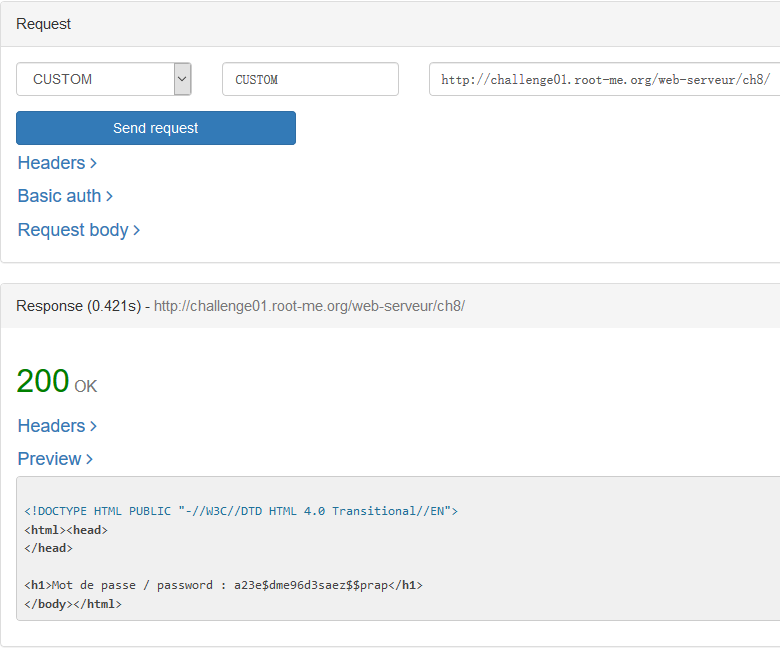 Request
CUSTOM CUSTOM http://challenge01.root-me.org/web-serveur/ch8/
Send request
Headers >
Basic auth >
Request body >
Response (0.421s) - http://challenge01.root-me.org/web-serveur/ch8/
200 OK
Headers >
Preview >
<!DOCTYPE HTML PUBLIC "-//W3C//DTD HTML 4.0 Transitional//EN">
<html><head>
</head>
<h1>Mot de passe / password : a23e$dme96d3saez$$prap</h1>
</body></html>